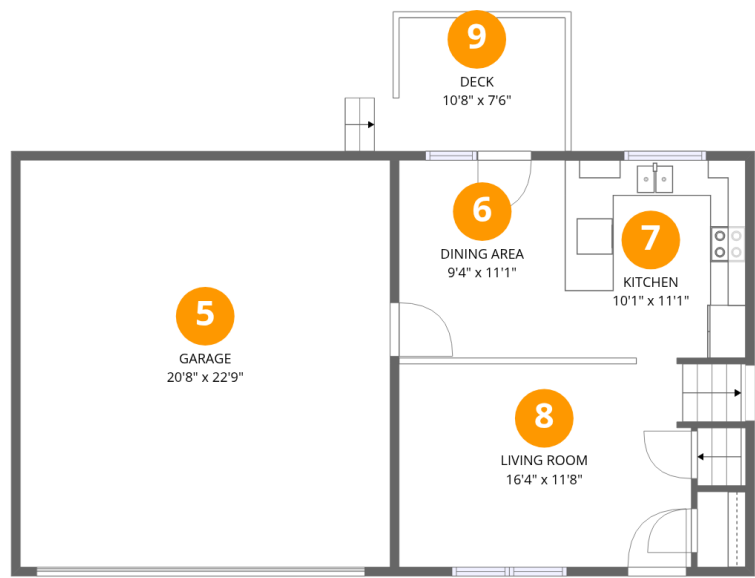 9
DECK
10'8" x 7'6"
6
DINING AREA
9'4" x 11'1"
7
KITCHEN
10'1" x 11'1"
5
GARAGE
20'8" x 22'9"
8
LIVING ROOM
16'4" x 11'8"